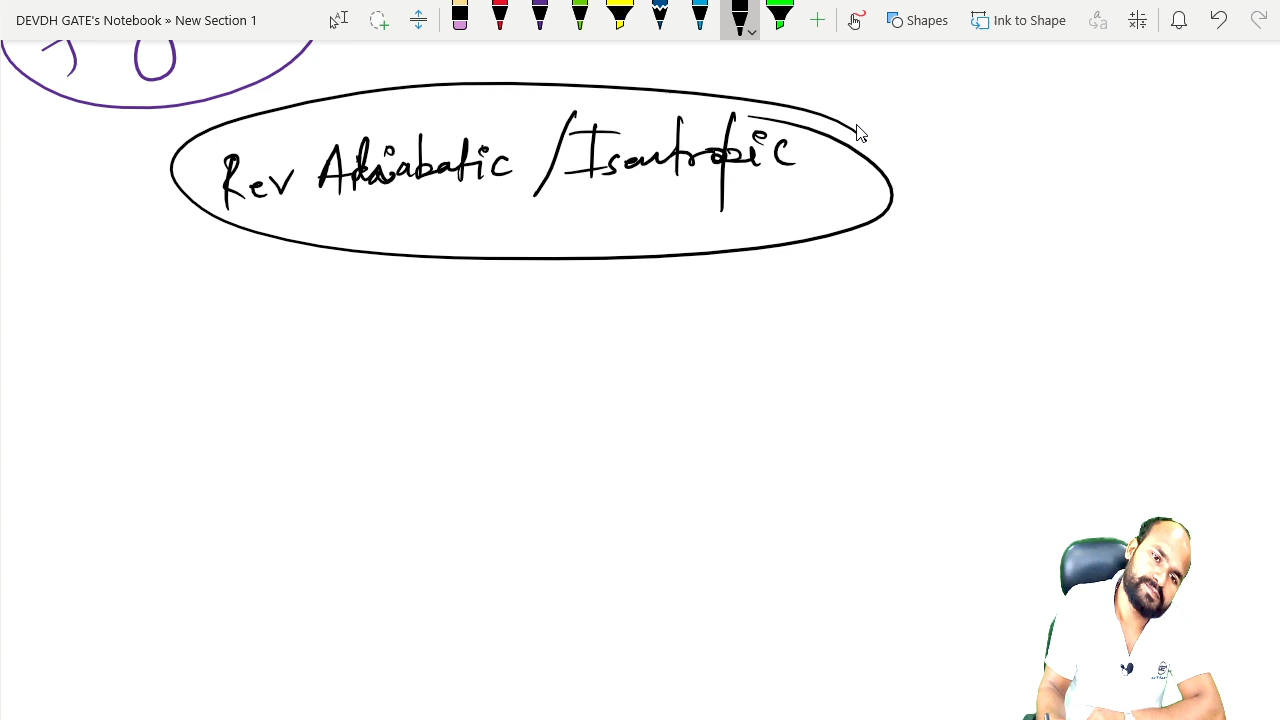 DEVDH GATE's Notebook » New Section 1
Shapes
Ink to Shape
Rev Adiabatic / Isentropic